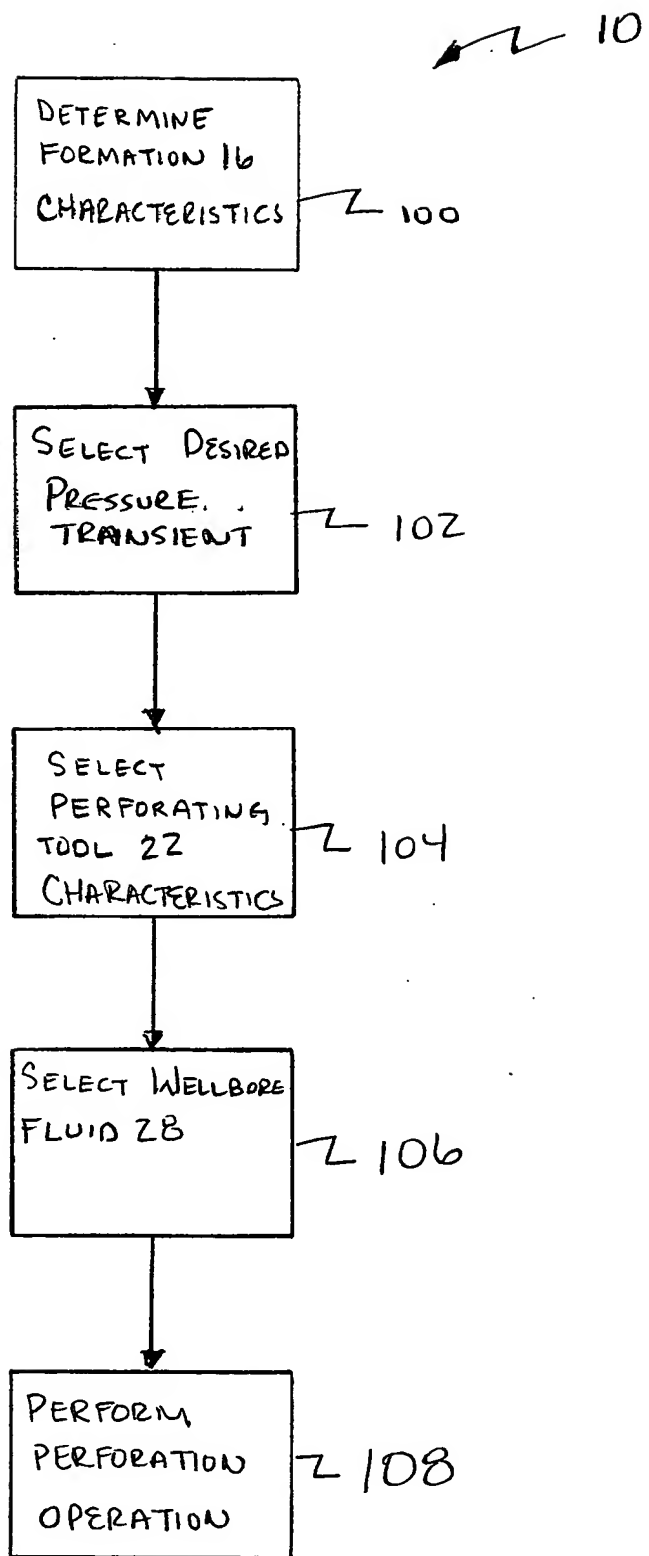 10
DETERMINE
FORMATION 16
CHARACTERISTICS
100
SELECT DESIRED
PRESSURE
TRANSIENT
102
SELECT
PERFORATING
TOOL 22
CHARACTERISTICS
104
SELECT WELLBORE
FLUID 28
106
PERFORM
PERFORATION
OPERATION
108